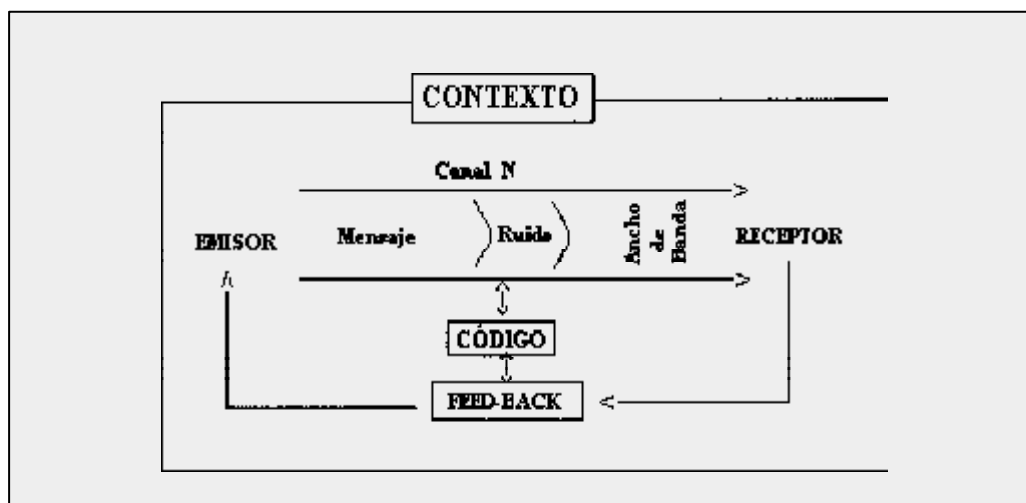 CONTEXTO
Canal N
EMISOR
Mensaje
Ruido
Ancho
de
Banda
RECEPTOR
CÓDIGO
FEED-BACK